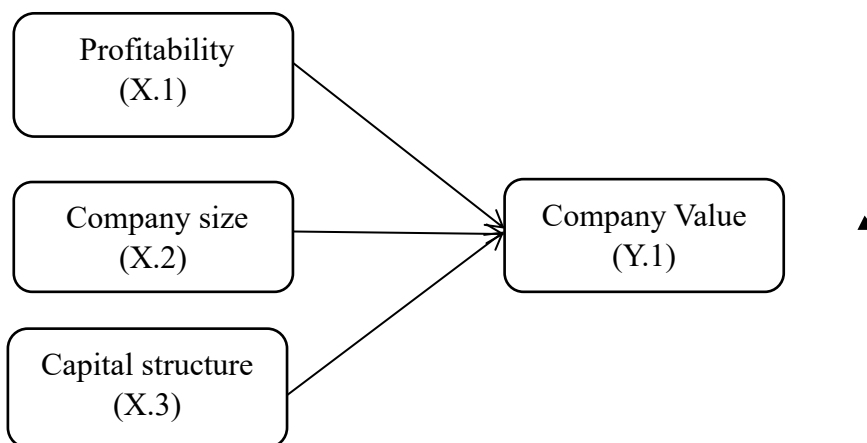 Profitability
(X.1)
Company size
(X.2)
Capital structure
(X.3)
Company Value
(Y.1)